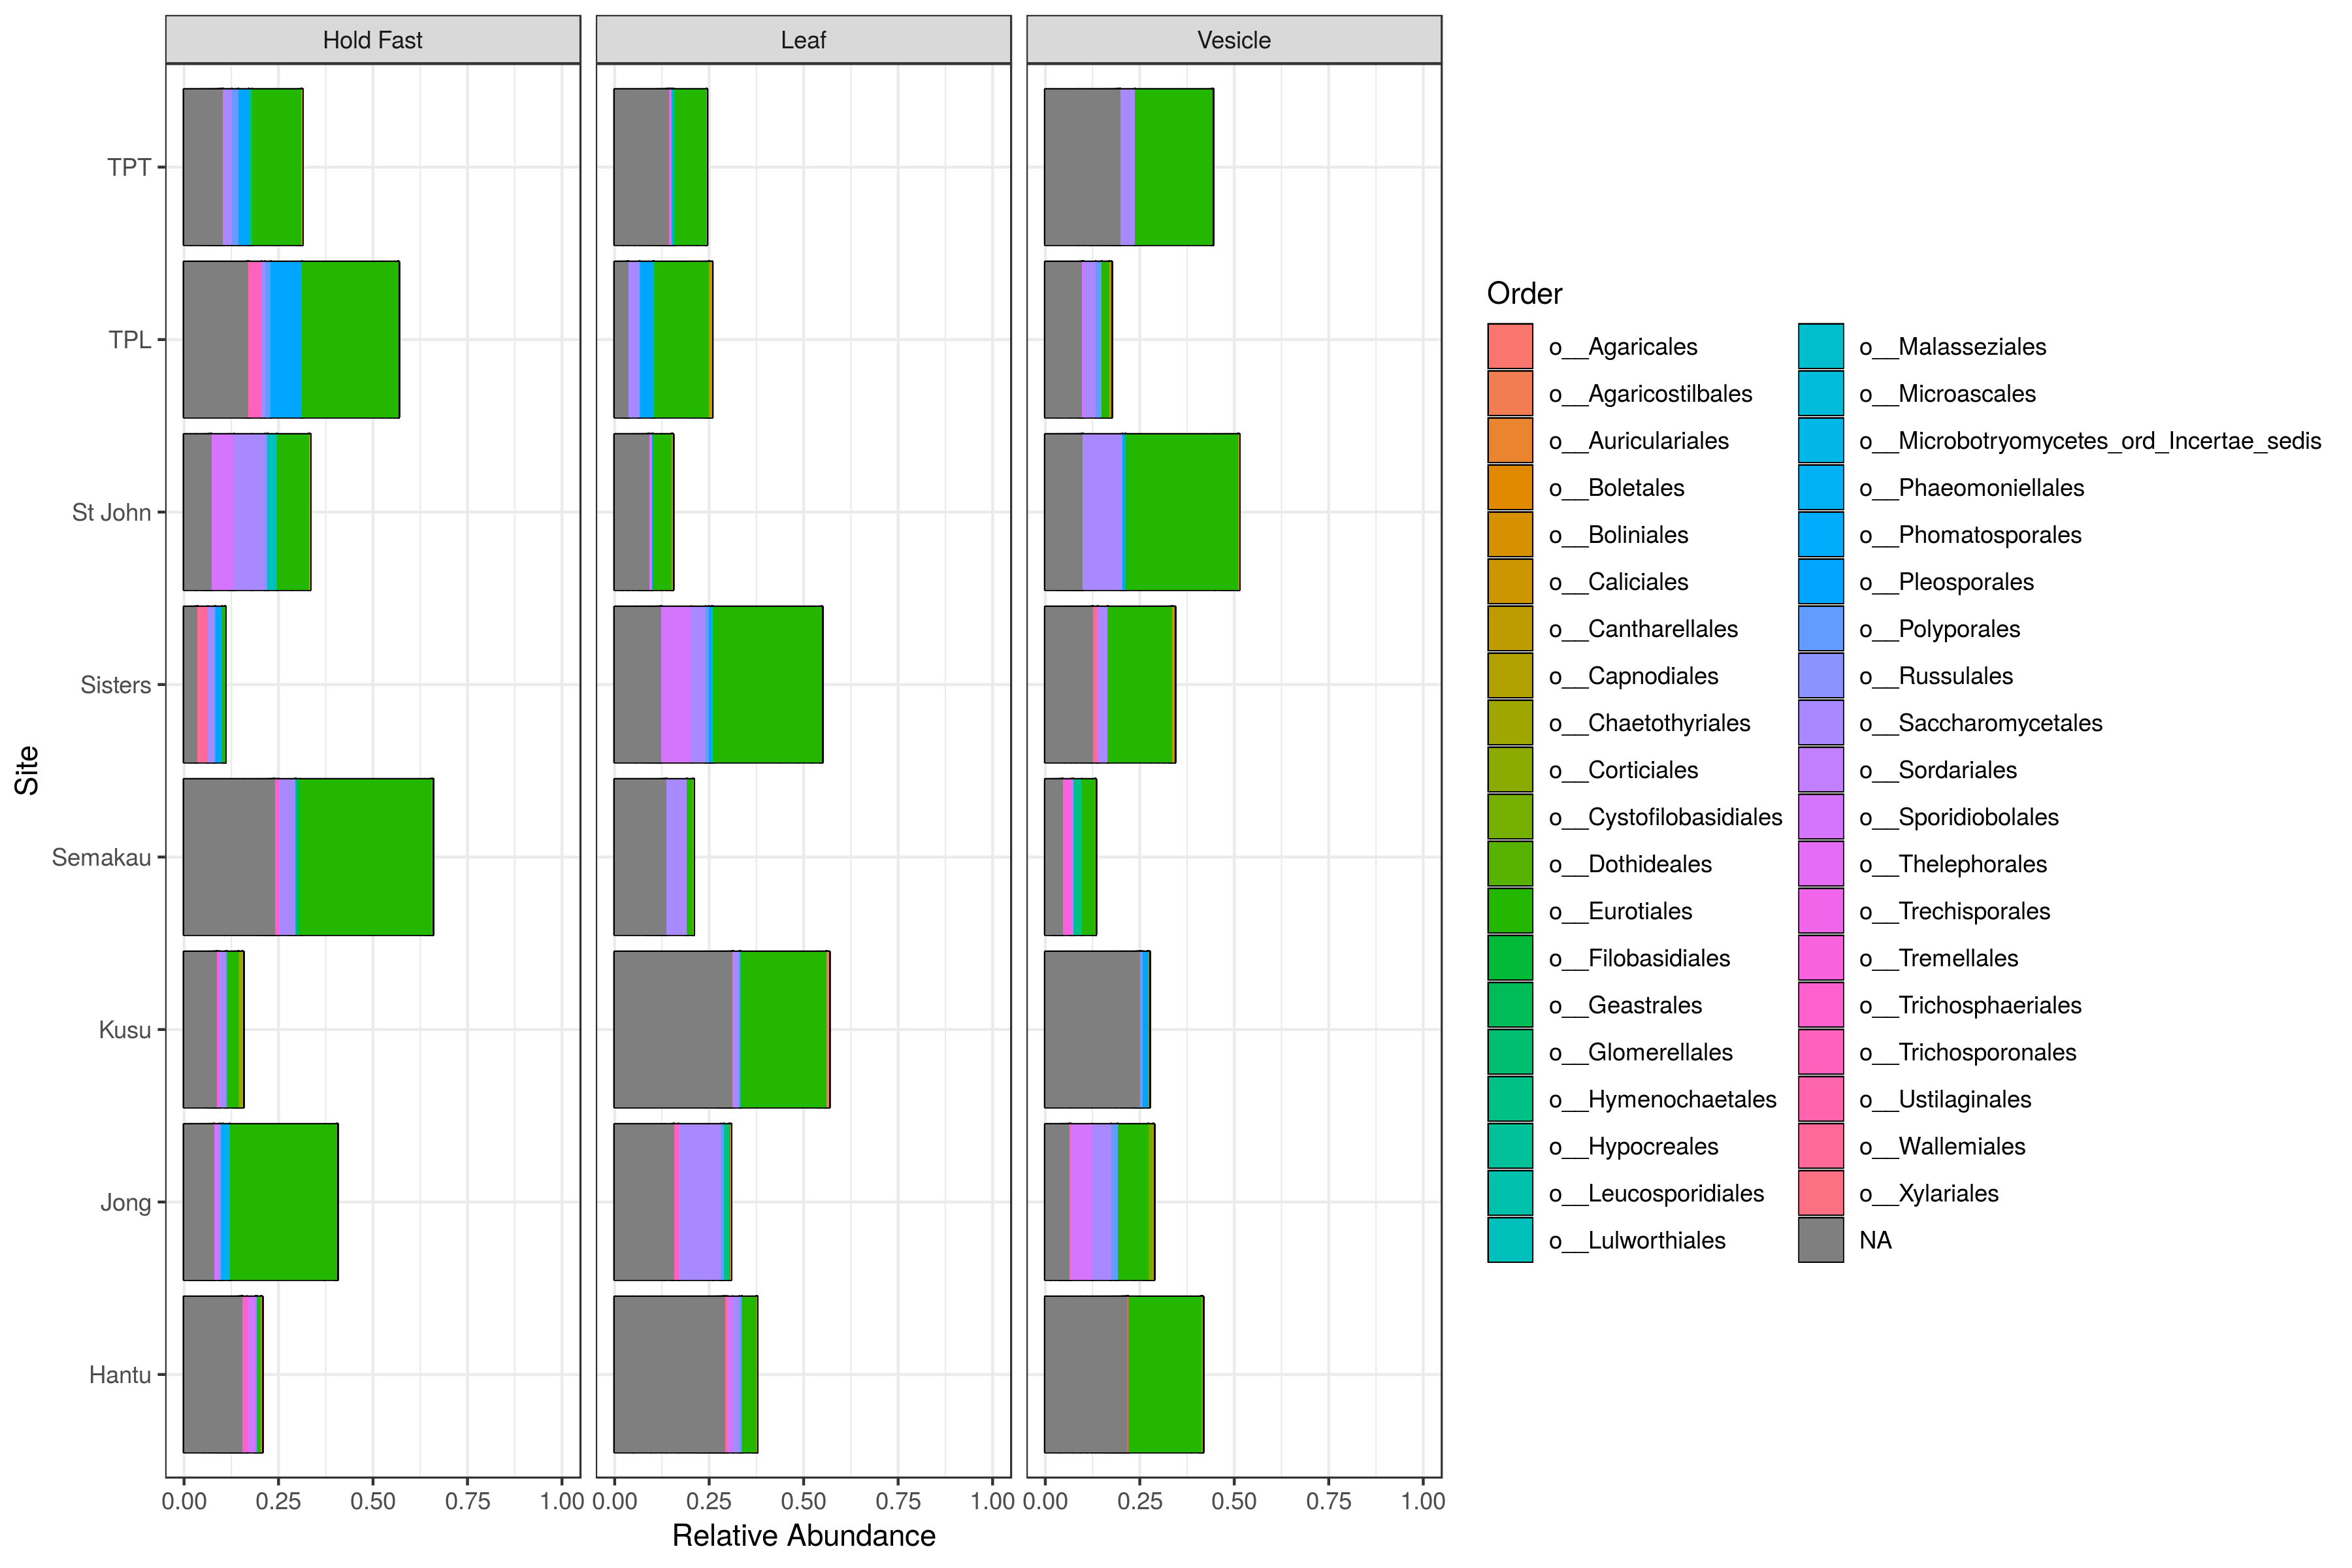 Hold Fast
Leaf
Vesicle
TPT
TPL
St John
Sisters
Semakau
Kusu
Jong
Hantu
Site
0.00 0.25 0.50 0.75 1.00
0.00 0.25 0.50 0.75 1.00
0.00 0.25 0.50 0.75 1.00
Relative Abundance
Order
o__Agaricales
o__Agaricostilbales
o__Auriculariales
o__Boletales
o__Boliniales
o__Caliciales
o__Cantharellales
o__Capnodiales
o__Chaetothyriales
o__Corticiales
o__Cystofilobasidiales
o__Dothideales
o__Eurotiales
o__Filobasidiales
o__Geastrales
o__Glomerellales
o__Hymenochaetales
o__Hypocreales
o__Leucosporidiales
o__Lulworthiales
o__Malasseziales
o__Microascales
o__Microbotryomycetes_ord_Incertae_sedis
o__Phaeomoniellales
o__Phomatosporales
o__Pleosporales
o__Polyporales
o__Russulales
o__Saccharomycetales
o__Sordariales
o__Sporidiobolales
o__Thelephorales
o__Trechisporales
o__Tremellales
o__Trichosphaeriales
o__Trichosporonales
o__Ustilaginales
o__Wallemiales
o__Xylariales
NA